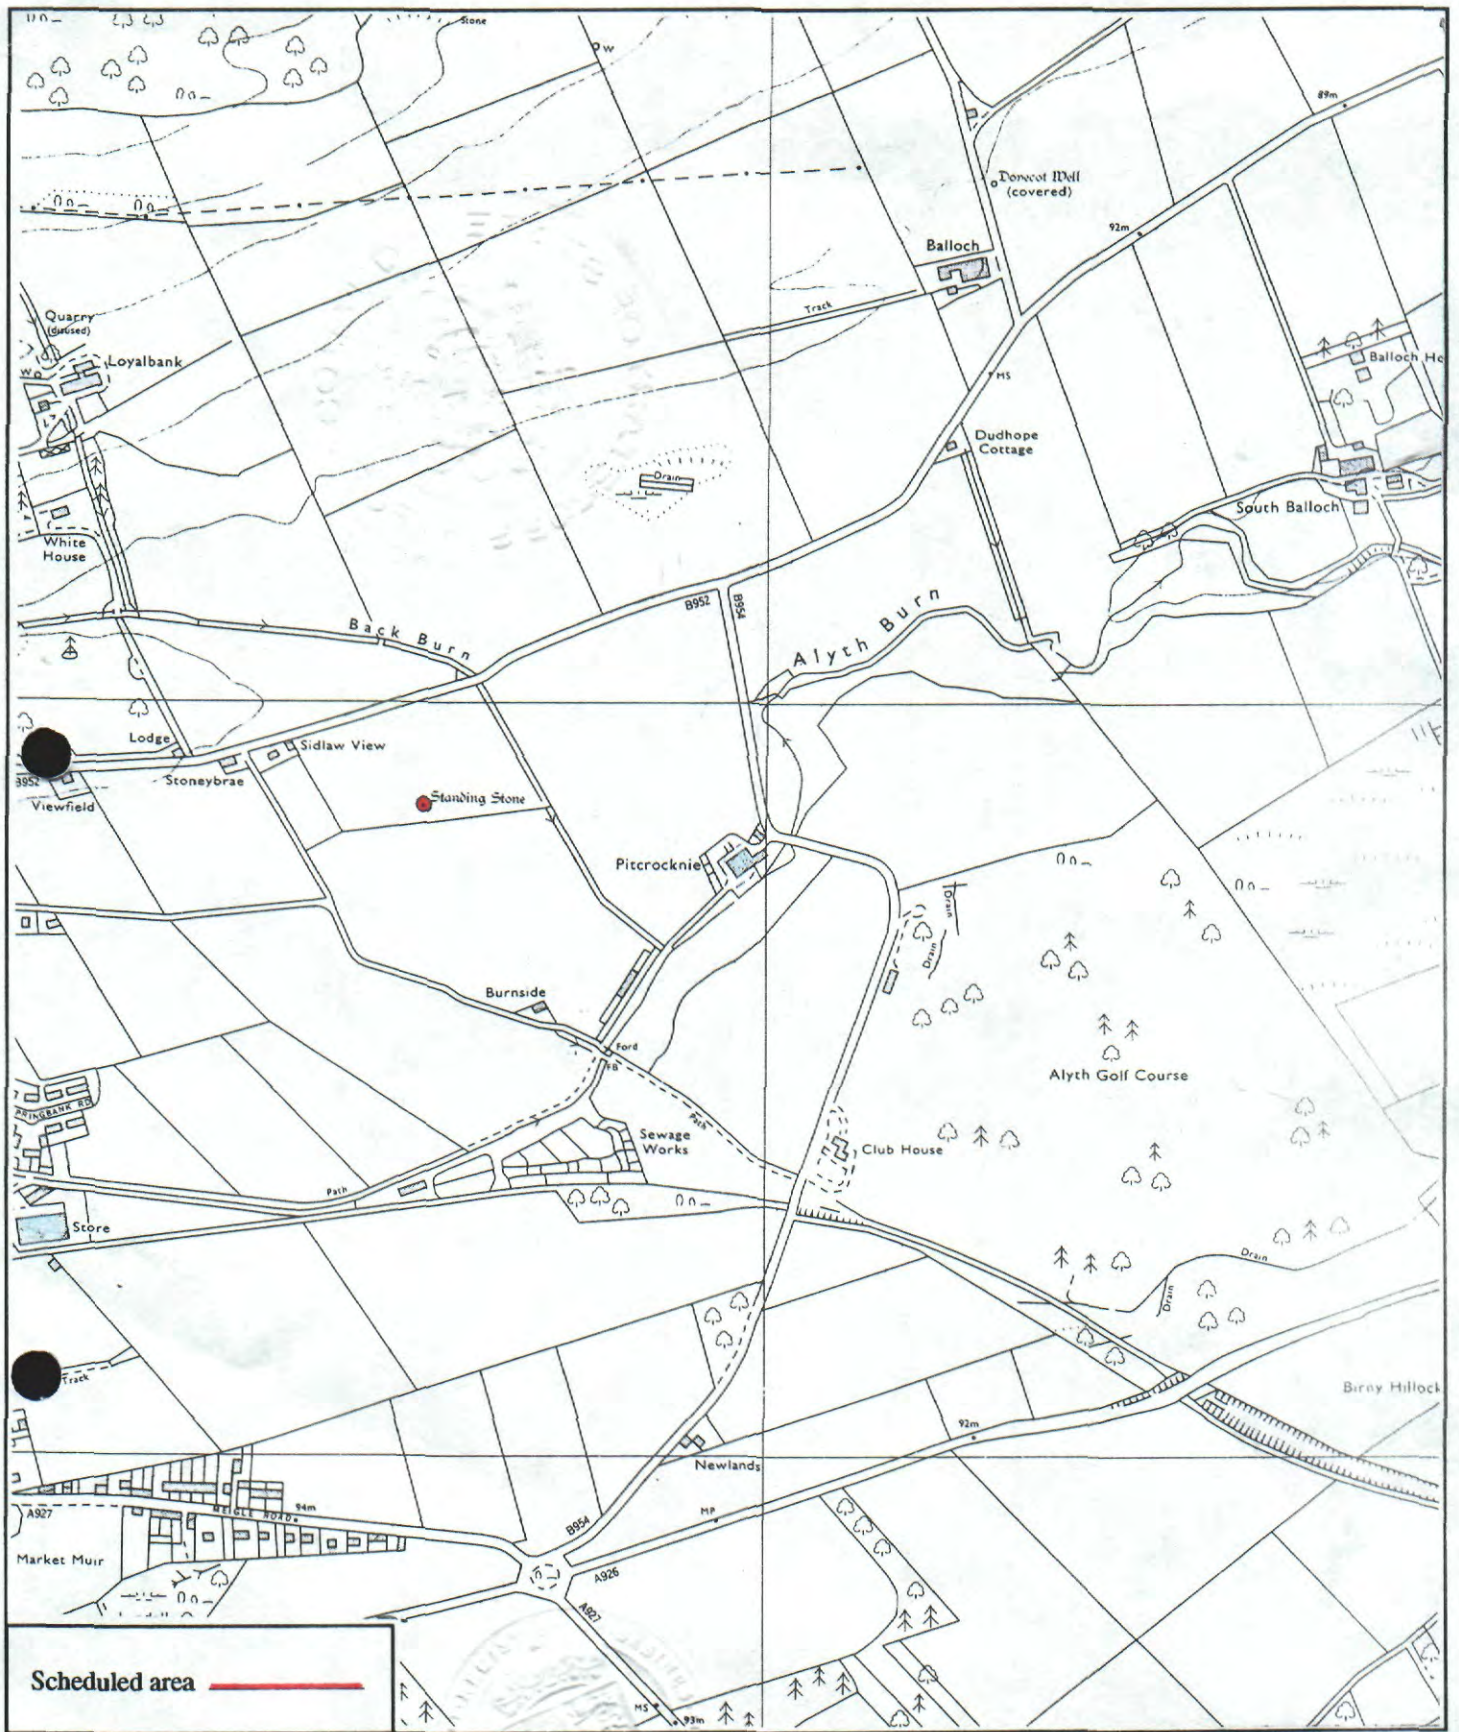 Stone
W
89m
Donecot Well
(covered)
92m
Balloch
Track
Quarry
(disused)
Loyalbank
W
Balloch Ho
MS
Dudhope
Cottage
Drain
South Balloch
White
House
B952
B954
Back Burn
Alyth Burn
Lodge
Sidlaw View
B952
Stoneybrae
Viewfield
Standing Stone
Pitcrocknie
Drain
Drain
Burnside
Ford
FB
Alyth Golf Course
PRINGBANK RD
Path
Sewage
Works
Club House
Path
Store
Drain
Drain
Track
Birny Hillock
92m
Newlands
A927
MEIGLE ROAD
94m
MP
B954
Market Muir
A926
A927
Scheduled area
MS
93m